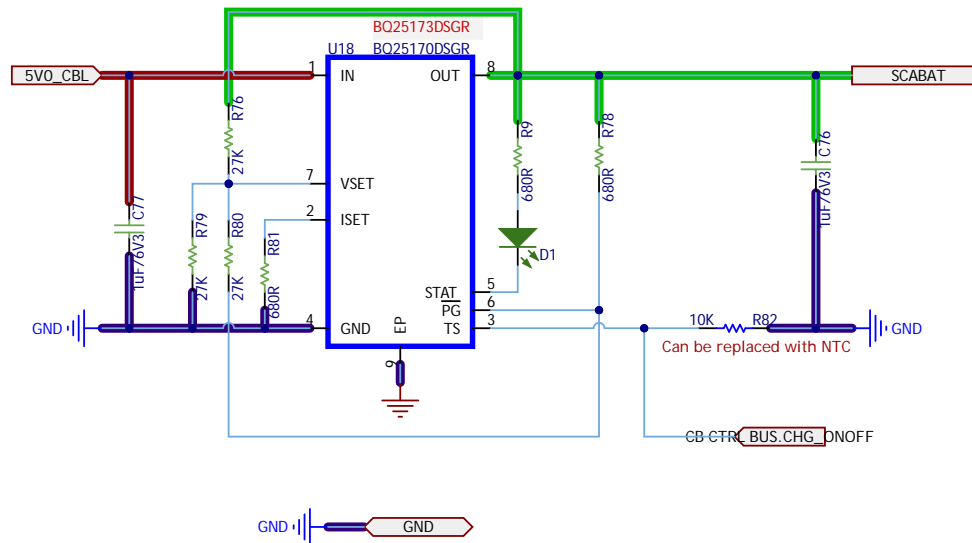 BQ25173DSGR
U18
BQ25170DSGR
5V0_CBL
1
IN
OUT
8
SCABAT
R76
27K
R9
680R
R78
680R
C76
1uF/6V3
7
VSET
2
ISET
C77
1uF/6V3
R79
27K
R80
27K
R81
680R
D1
STAT
5
PG
6
GND
4
GND
EP
TS
3
10K
R82
GND
Can be replaced with NTC
9
CB CTRL BUS.CHG_ONOFF
GND
GND